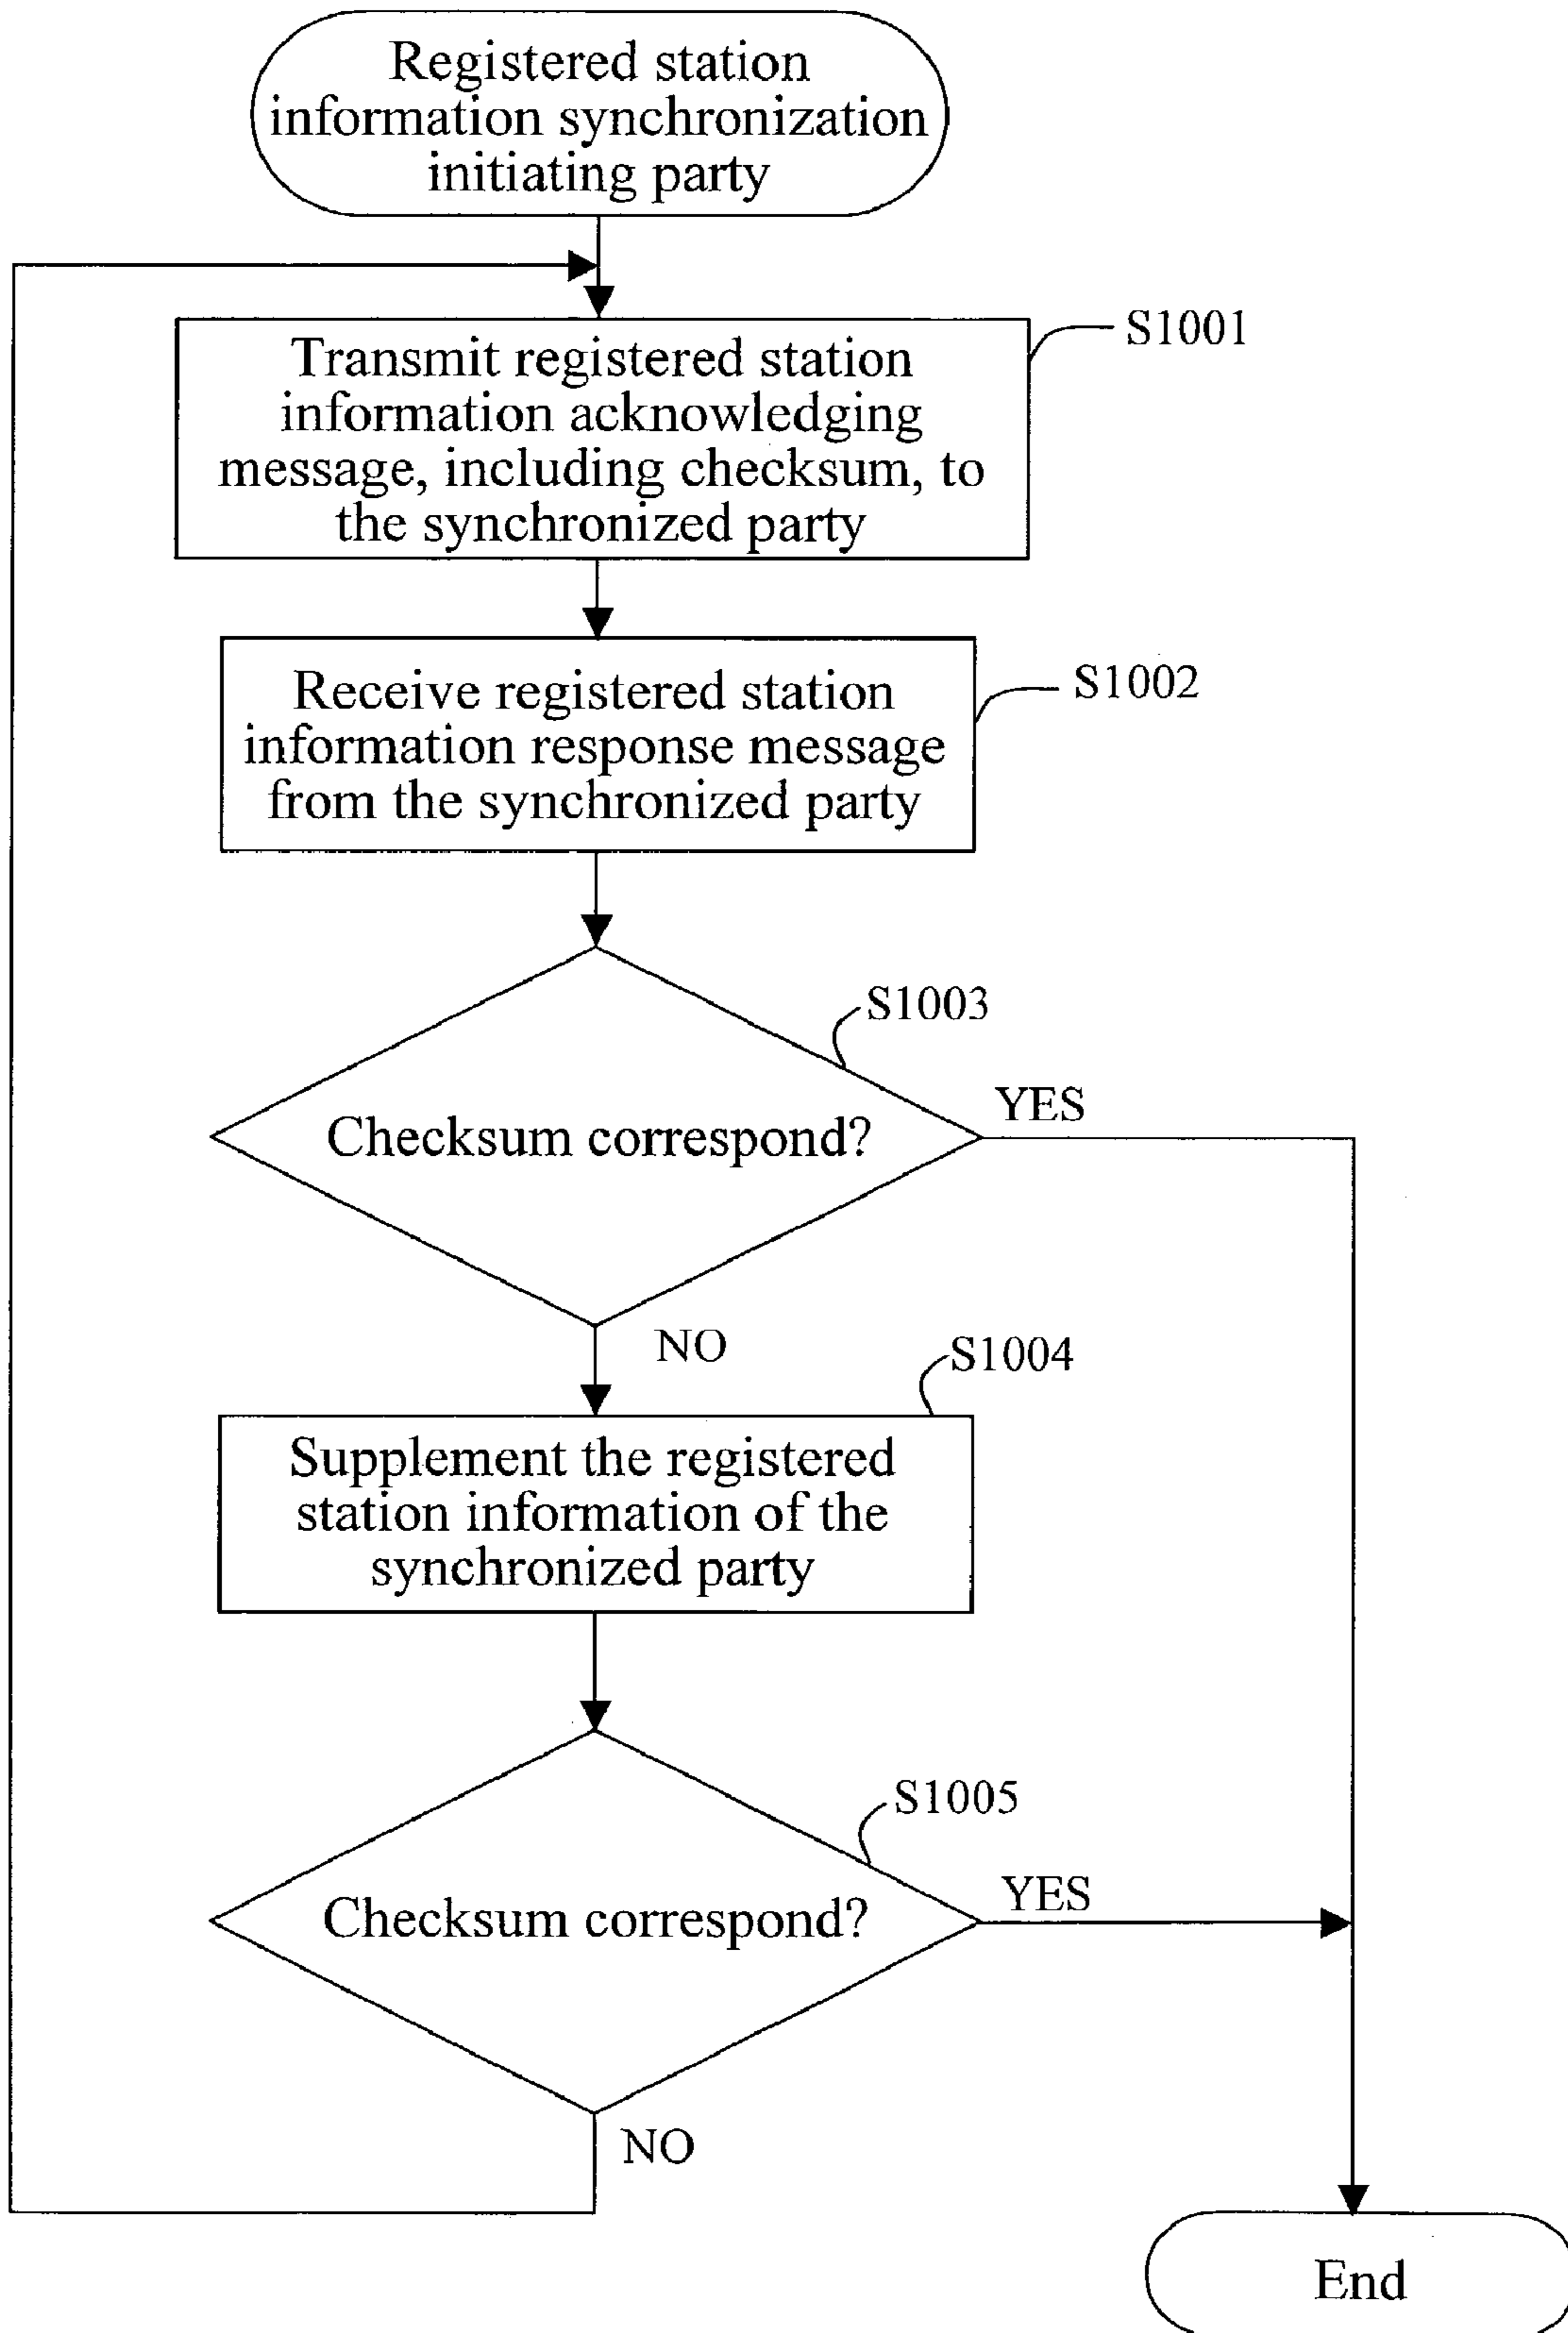 Registered station
information synchronization
initiating party
S1001
Transmit registered station
information acknowledging
message, including checksum, to
the synchronized party
S1002
Receive registered station
information response message
from the synchronized party
S1003
Checksum correspond?
YES
NO
S1004
Supplement the registered
station information of the
synchronized party
S1005
Checksum correspond?
YES
NO
End